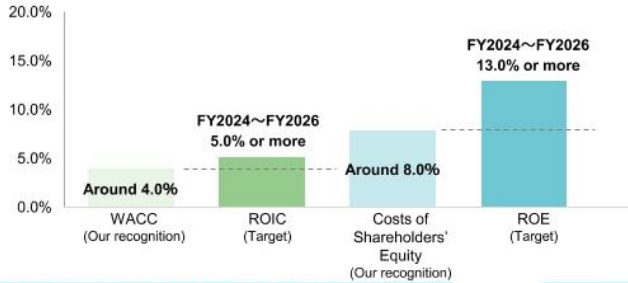 20.0%
15.0%
10.0%
5.0%
0.0%
FY2024～FY2026
13.0% or more
FY2024～FY2026
5.0% or more
Around 4.0%
Around 8.0%
WACC
(Our recognition)
ROIC
(Target)
Costs of
Shareholders'
Equity
(Our recognition)
ROE
(Target)